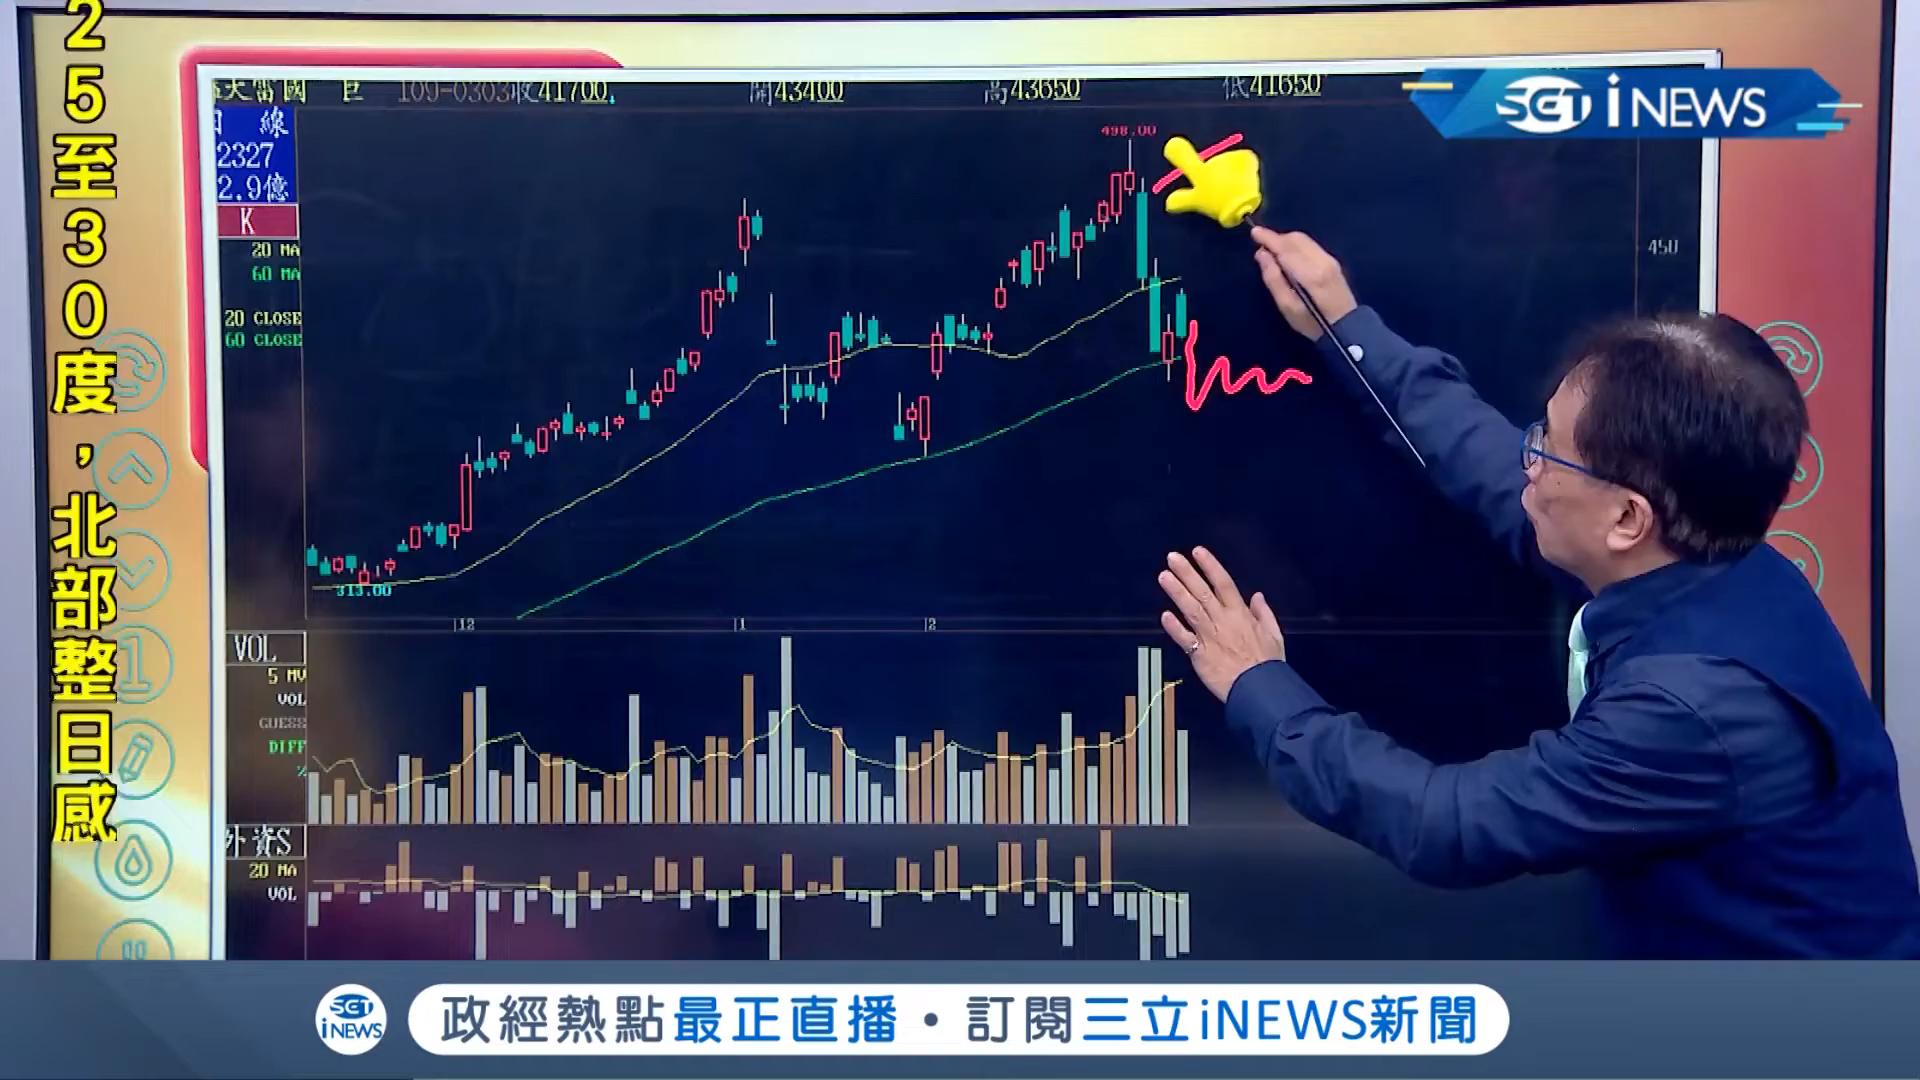 25至30度，北部整日感
巨 109-0303收41700 開43400 高43650 低41650
SET iNEWS
日 線
2327
2.9億
K
20 MA
60 MA
20 CLOSE
60 CLOSE
498.00
450
313.00
12
1
2
VOL
5 MV
VOL
GUESS
DIFF
%
外資S
20 MA
VOL
1
SET iNEWS
政經熱點最正直播・訂閱三立iNEWS新聞